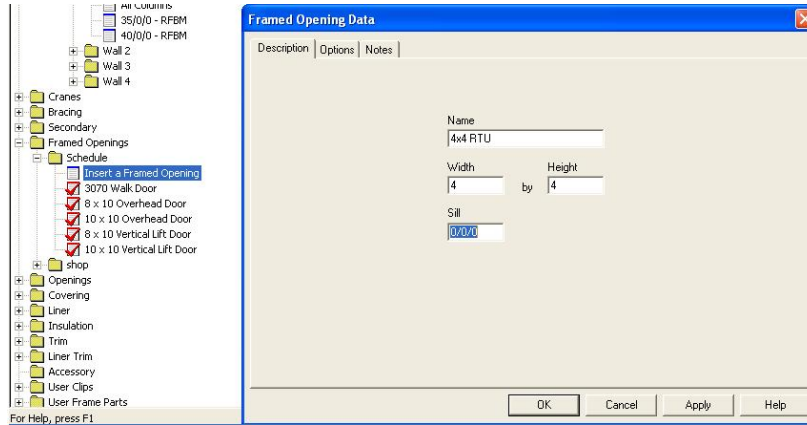 All Columns
35/0/0 - RFBM
40/0/0 - RFBM
Wall 2
Wall 3
Wall 4
Cranes
Bracing
Secondary
Framed Openings
Schedule
Insert a Framed Opening
3070 Walk Door
8 x 10 Overhead Door
10 x 10 Overhead Door
8 x 10 Vertical Lift Door
10 x 10 Vertical Lift Door
shop
Openings
Covering
Liner
Insulation
Trim
Liner Trim
Accessory
User Clips
User Frame Parts
For Help, press F1
Framed Opening Data
Description Options Notes
Name
4x4 RTU
Width Height
4 by 4
Sill
0/0/0
OK Cancel Apply Help